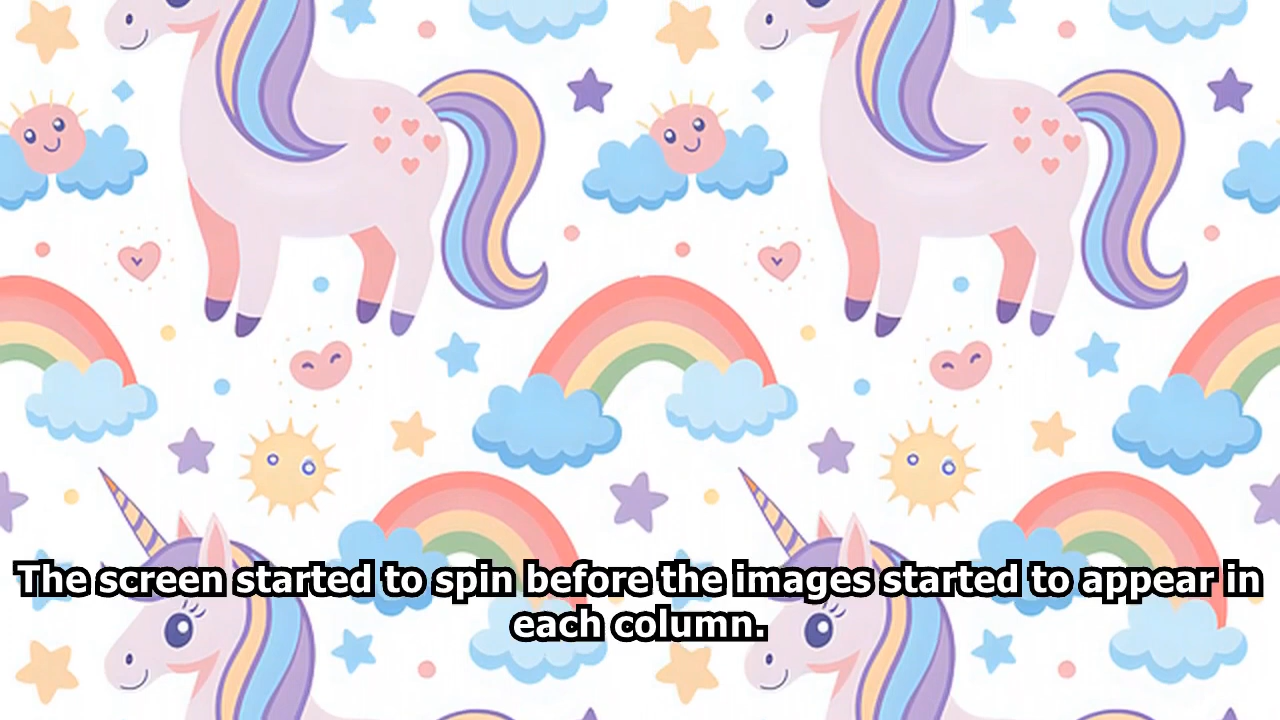 The screen started to spin before the images started to appear in
each column.